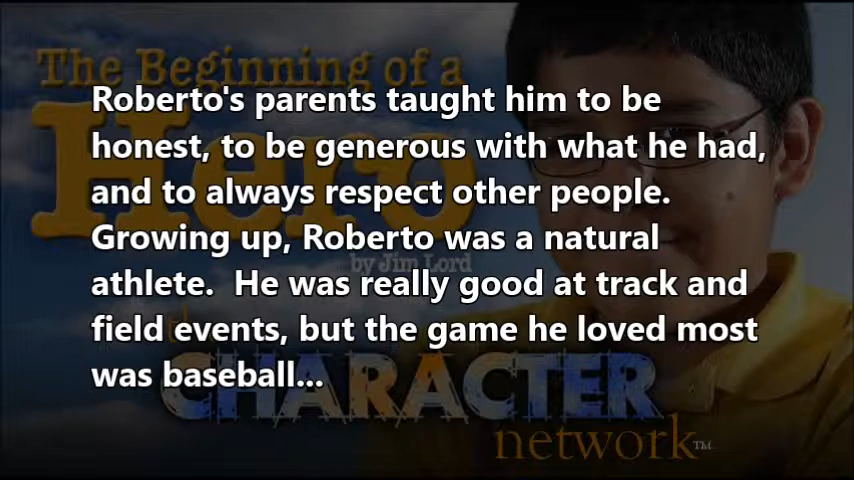 The Beginning of a
Hero
by Jim Lord
Roberto's parents taught him to be
honest, to be generous with what he had,
and to always respect other people.
Growing up, Roberto was a natural
athlete.  He was really good at track and
field events, but the game he loved most
was baseball...
the
CHARACTER
network™